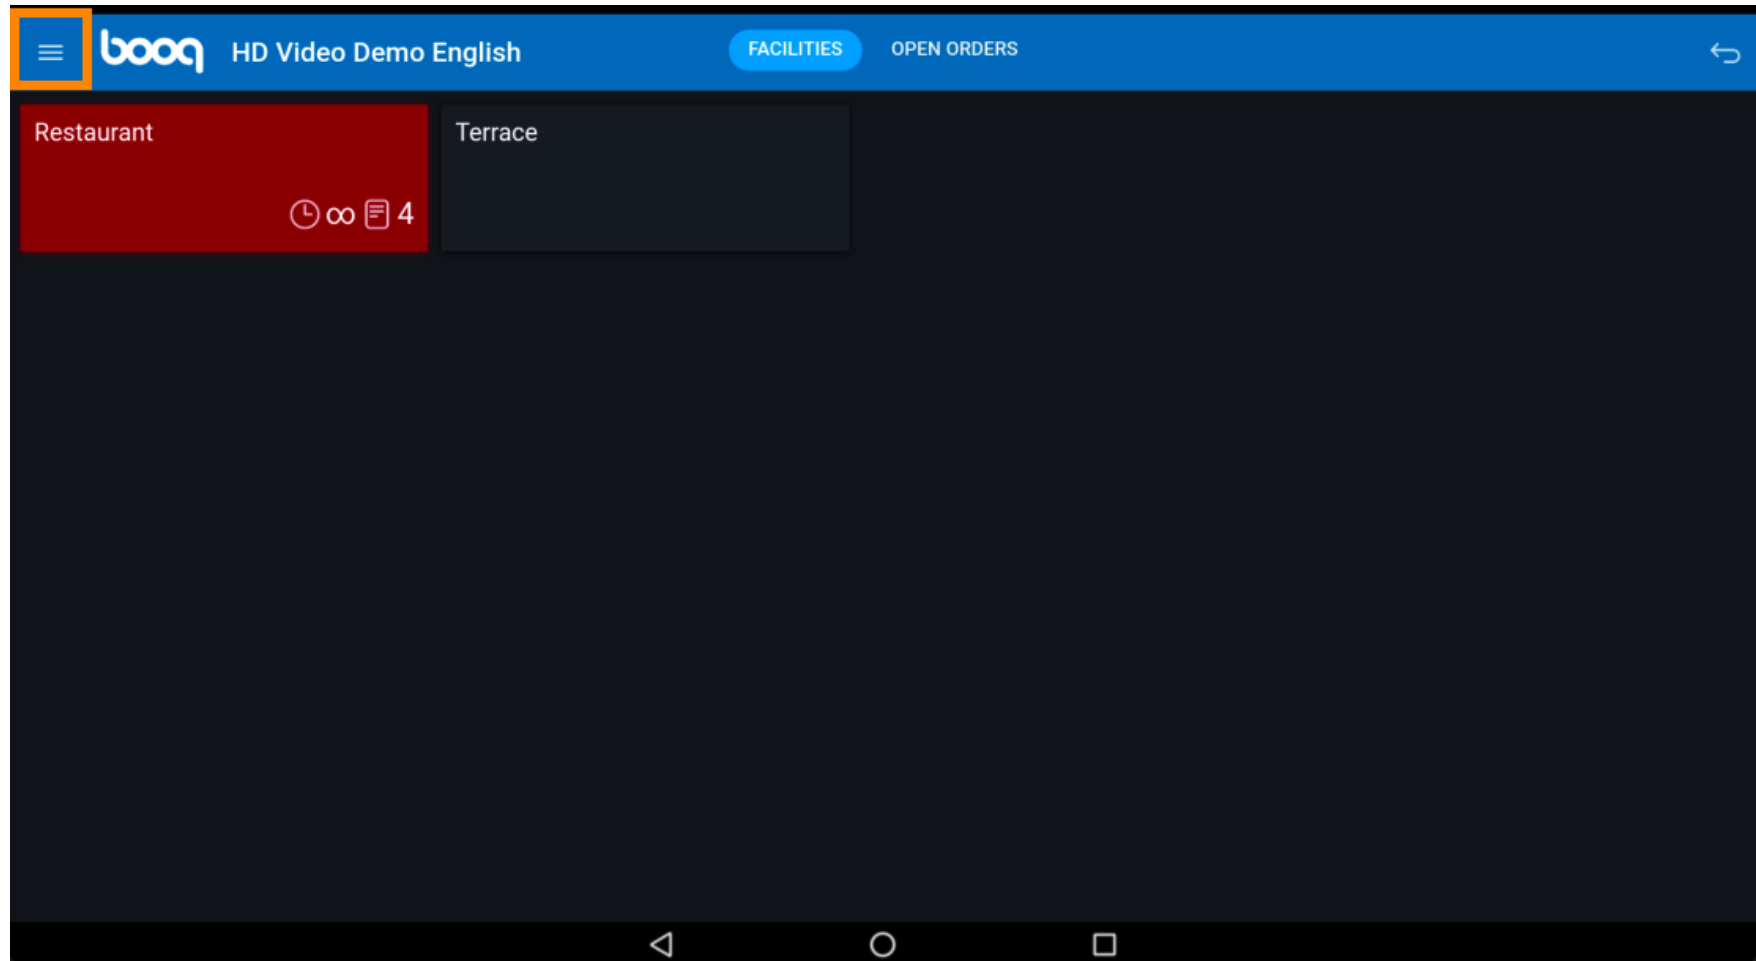 booq HD Video Demo English FACILITIES OPEN ORDERS
Restaurant Terrace
∞ 4